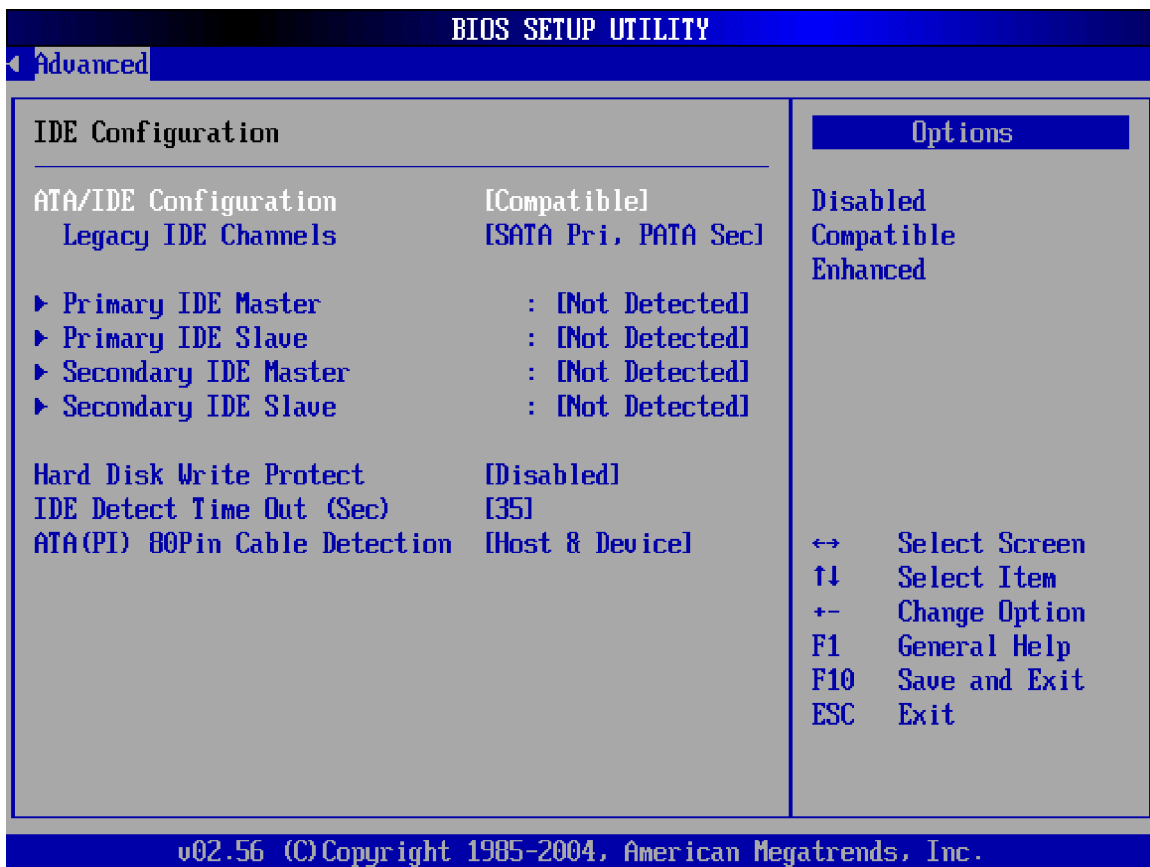 BIOS SETUP UTILITY
Advanced
IDE Configuration
ATA/IDE Configuration [Compatible]
Legacy IDE Channels [SATA Pri, PATA Sec]
Primary IDE Master : [Not Detected]
Primary IDE Slave : [Not Detected]
Secondary IDE Master : [Not Detected]
Secondary IDE Slave : [Not Detected]
Hard Disk Write Protect [Disabled]
IDE Detect Time Out (Sec) [35]
ATA(PI) 80Pin Cable Detection [Host & Device]
Options
Disabled
Compatible
Enhanced
↔ Select Screen
↑↓ Select Item
+- Change Option
F1 General Help
F10 Save and Exit
ESC Exit
v02.56 (C)Copyright 1985-2004, American Megatrends, Inc.